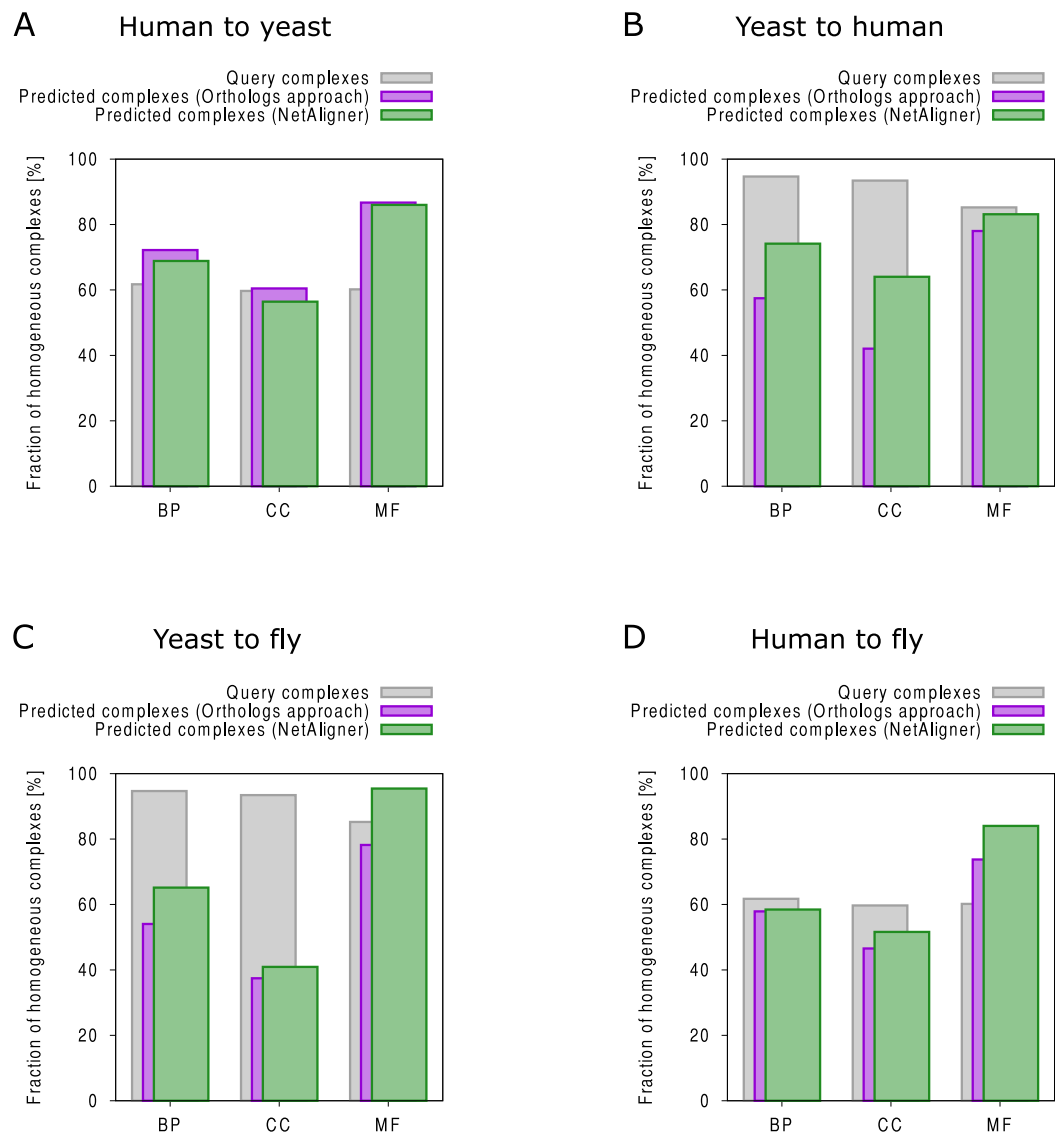 A Human to yeast
Query complexes
Predicted complexes (Orthologs approach)
Predicted complexes (NetAligner)
Fraction of homogeneous complexes [%]
100
80
60
40
20
0
BP CC MF
B Yeast to human
Query complexes
Predicted complexes (Orthologs approach)
Predicted complexes (NetAligner)
Fraction of homogeneous complexes [%]
100
80
60
40
20
0
BP CC MF
C Yeast to fly
Query complexes
Predicted complexes (Orthologs approach)
Predicted complexes (NetAligner)
Fraction of homogeneous complexes [%]
100
80
60
40
20
0
BP CC MF
D Human to fly
Query complexes
Predicted complexes (Orthologs approach)
Predicted complexes (NetAligner)
Fraction of homogeneous complexes [%]
100
80
60
40
20
0
BP CC MF